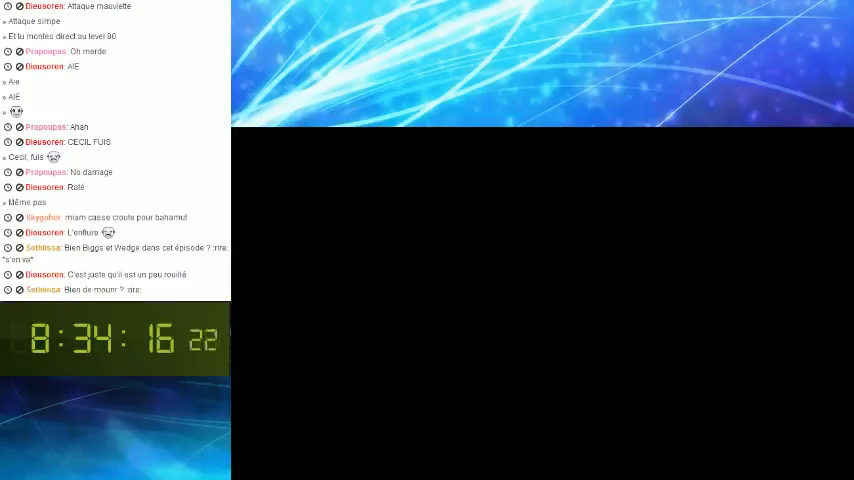 Dieusoren: Attaque mauviette
» Attaque simpe
» Et tu montes direct au level 80
Prapoupas: Oh merde
Dieusoren: AIE
» Aie
» AIE
»
Prapoupas: Ahah
Dieusoren: CECIL FUIS
» Cecil, fuis
Prapoupas: No damage
Dieusoren: Raté
» Même pas
Skygober: miam casse croute pour bahamut
Dieusoren: L'enflure
Sethlissa: Bien Biggs et Wedge dans cet épisode ? :rire:
*s'en va*
Dieusoren: C'est juste qu'il est un peu rouillé
Sethlissa: Bien de mourir ? :rire:
8:34:16 22